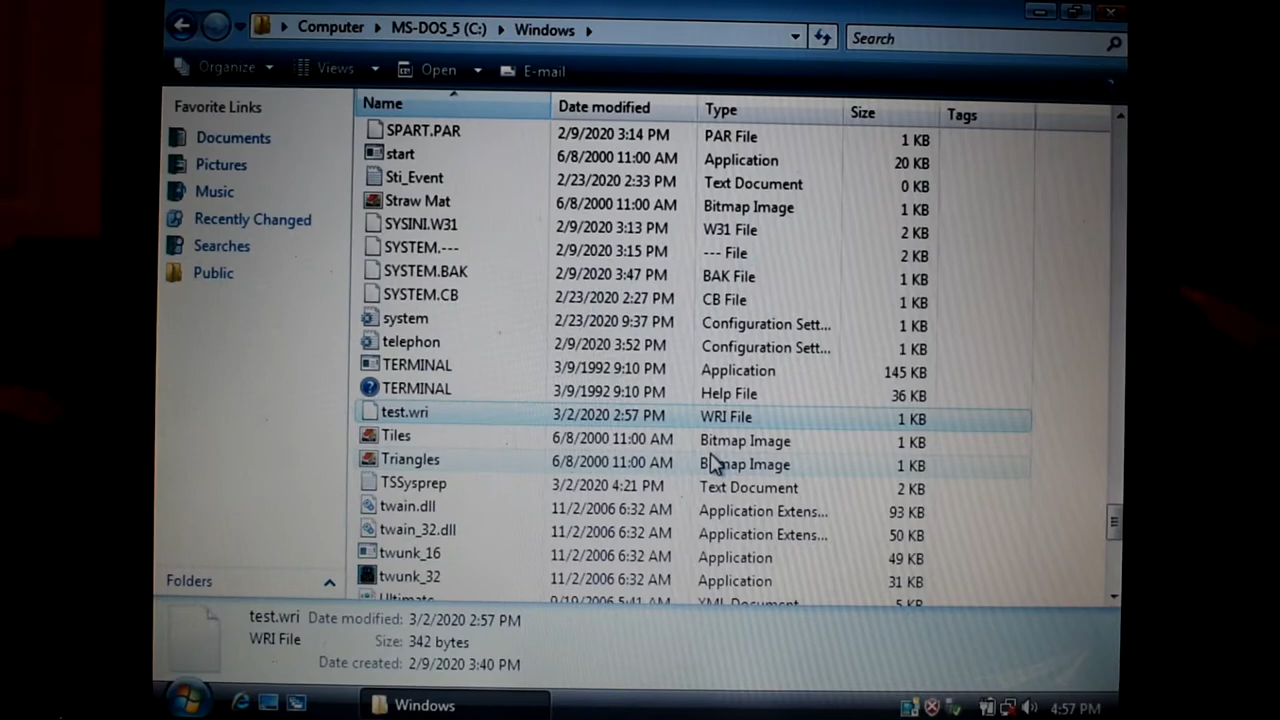 Computer MS-DOS_5 (C:) Windows Search
Organize Views Open E-mail
Favorite Links
Documents
Pictures
Music
Recently Changed
Searches
Public
Folders
Name Date modified Type Size Tags
SPART.PAR 2/9/2020 3:14 PM PAR File 1 KB
start 6/8/2000 11:00 AM Application 20 KB
Sti_Event 2/23/2020 2:33 PM Text Document 0 KB
Straw Mat 6/8/2000 11:00 AM Bitmap Image 1 KB
SYSINI.W31 2/9/2020 3:13 PM W31 File 2 KB
SYSTEM.--- 2/9/2020 3:15 PM --- File 2 KB
SYSTEM.BAK 2/9/2020 3:47 PM BAK File 1 KB
SYSTEM.CB 2/23/2020 2:27 PM CB File 1 KB
system 2/23/2020 9:37 PM Configuration Sett... 1 KB
telephon 2/9/2020 3:52 PM Configuration Sett... 1 KB
TERMINAL 3/9/1992 9:10 PM Application 145 KB
TERMINAL 3/9/1992 9:10 PM Help File 36 KB
test.wri 3/2/2020 2:57 PM WRI File 1 KB
Tiles 6/8/2000 11:00 AM Bitmap Image 1 KB
Triangles 6/8/2000 11:00 AM Bitmap Image 1 KB
TSSysprep 3/2/2020 4:21 PM Text Document 2 KB
twain.dll 11/2/2006 6:32 AM Application Extens... 93 KB
twain_32.dll 11/2/2006 6:32 AM Application Extens... 50 KB
twunk_16 11/2/2006 6:32 AM Application 49 KB
twunk_32 11/2/2006 6:32 AM Application 31 KB
Ultimate XML Document 5 KB
test.wri Date modified: 3/2/2020 2:57 PM
WRI File Size: 342 bytes
Date created: 2/9/2020 3:40 PM
Windows 4:57 PM